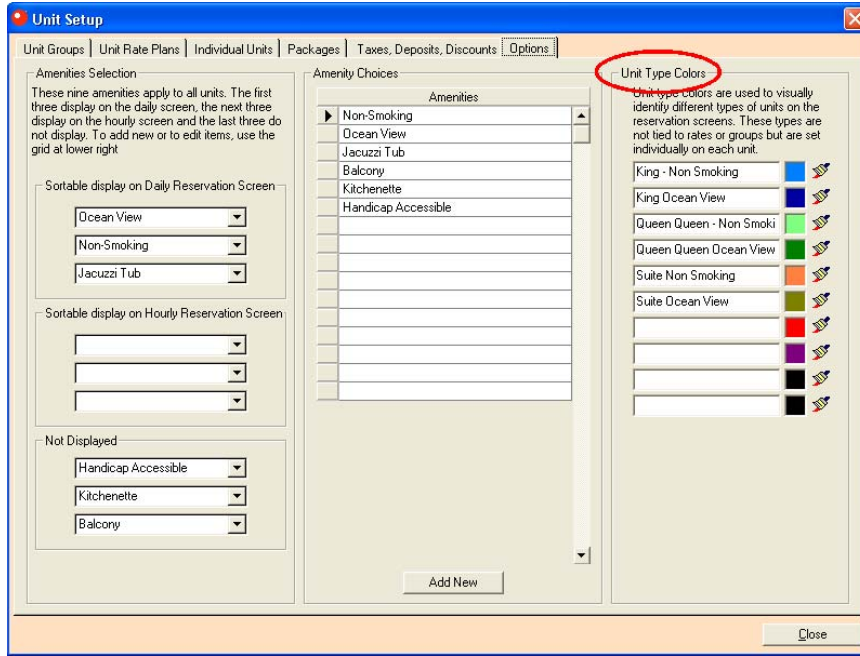 Unit Setup
Unit Groups
Unit Rate Plans
Individual Units
Packages
Taxes, Deposits, Discounts
Options
Amenities Selection
These nine amenities apply to all units. The first
three display on the daily screen, the next three
display on the hourly screen and the last three do
not display. To add new or to edit items, use the
grid at lower right
Sortable display on Daily Reservation Screen
Ocean View
Non-Smoking
Jacuzzi Tub
Sortable display on Hourly Reservation Screen
Not Displayed
Handicap Accessible
Kitchenette
Balcony
Amenity Choices
Amenities
Non-Smoking
Ocean View
Jacuzzi Tub
Balcony
Kitchenette
Handicap Accessible
Add New
Unit Type Colors
Unit type colors are used to visually
identify different types of units on the
reservation screens. These types are
not tied to rates or groups but are set
individually on each unit.
King - Non Smoking
King Ocean View
Queen Queen - Non Smoki
Queen Queen Ocean View
Suite Non Smoking
Suite Ocean View
Close